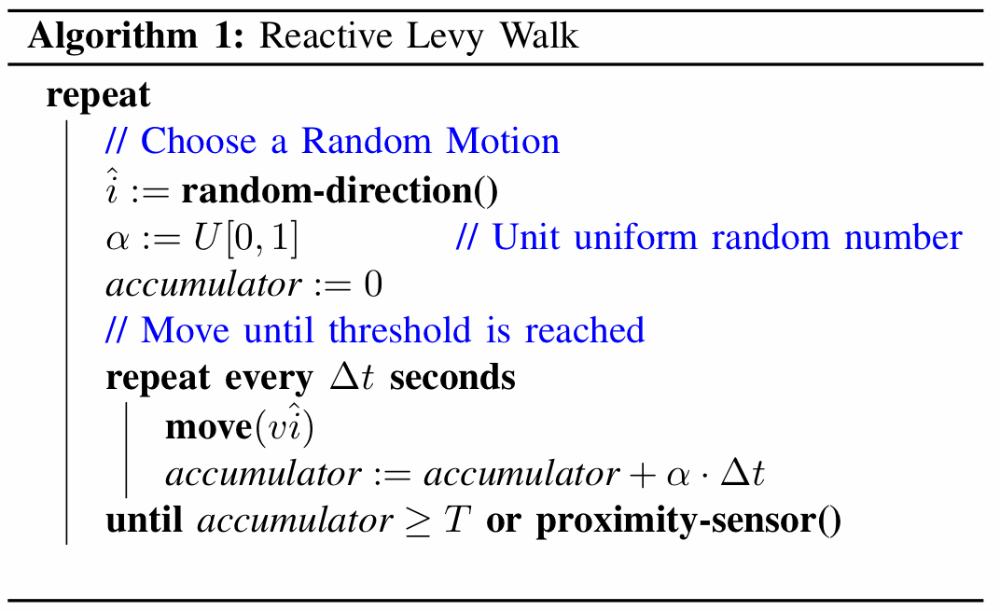 Algorithm 1: Reactive Levy Walk
repeat
// Choose a Random Motion
î := random-direction()
α := U[0, 1] // Unit uniform random number
accumulator := 0
// Move until threshold is reached
repeat every Δt seconds
move(vî)
accumulator := accumulator + α · Δt
until accumulator ≥ T or proximity-sensor()